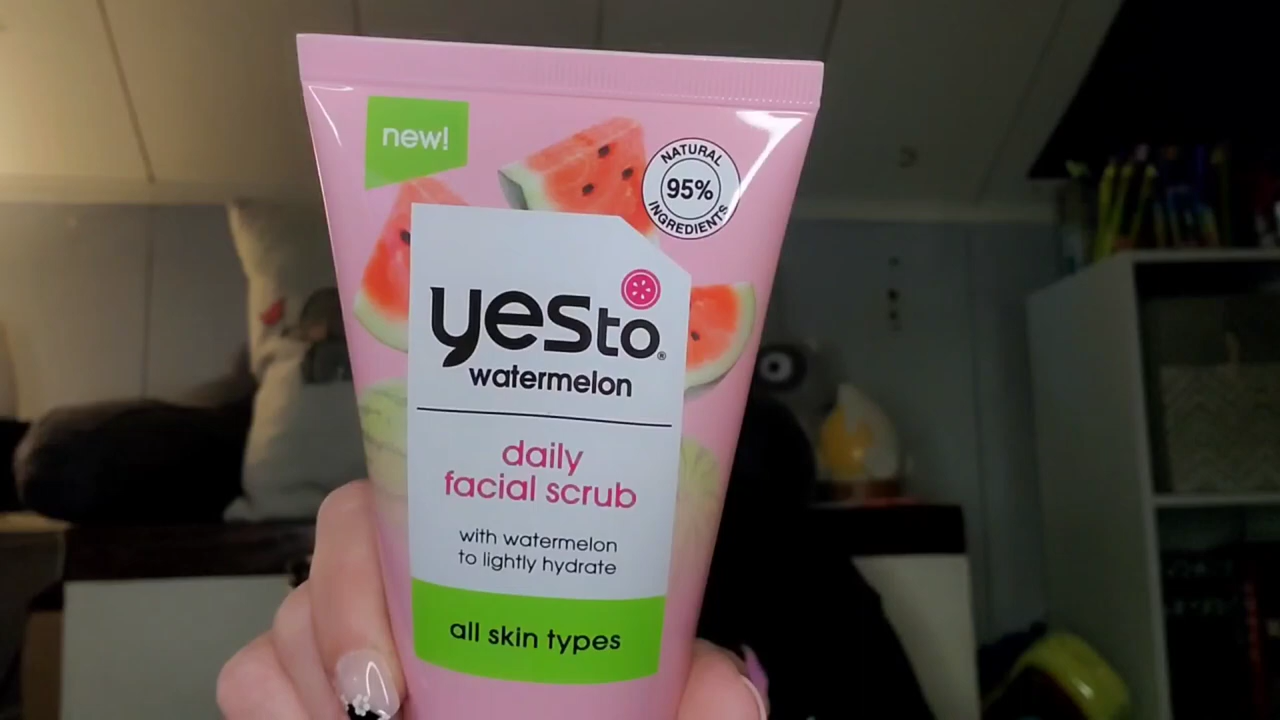 new!
NATURAL
95%
INGREDIENTS
yesto®
watermelon
daily
facial scrub
with watermelon
to lightly hydrate
all skin types